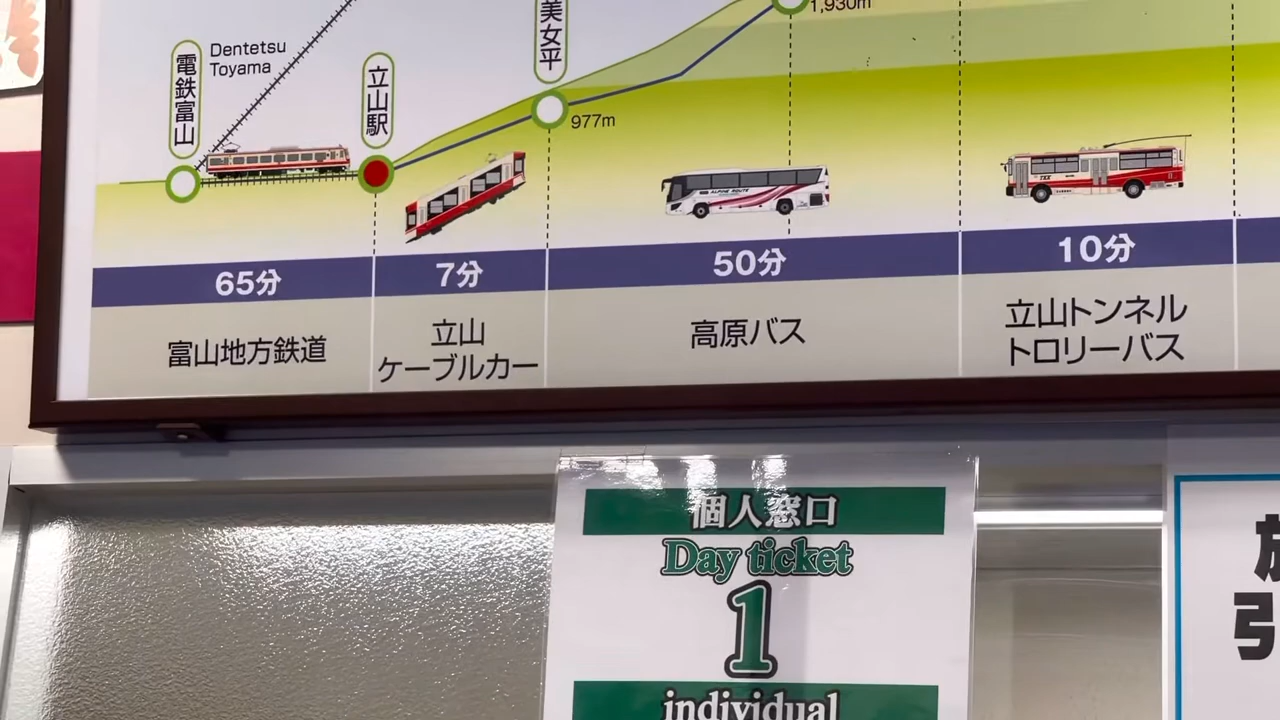 電鉄富山
Dentetsu
Toyama
立山駅
美女平
1,930m
977m
ALPINE ROUTE
65分
7分
50分
10分
富山地方鉄道
立山
ケーブルカー
高原バス
立山トンネル
トロリーバス
個人窓口
Day ticket
1
individual
引